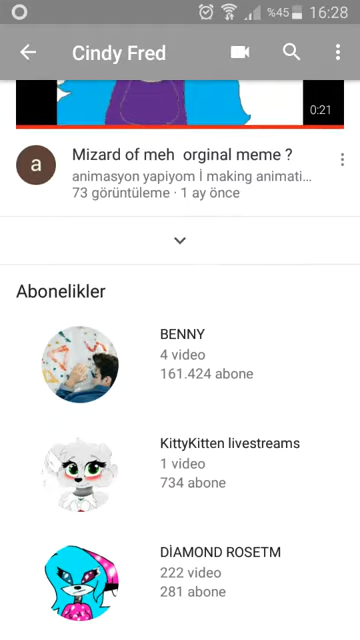 %45 16:28
Cindy Fred
0:21
a
Mizard of meh orginal meme ?
animasyon yapiyom İ making animati...
73 görüntüleme · 1 ay önce
Abonelikler
BENNY
4 video
161.424 abone
KittyKitten livestreams
1 video
734 abone
DİAMOND ROSETM
222 video
281 abone